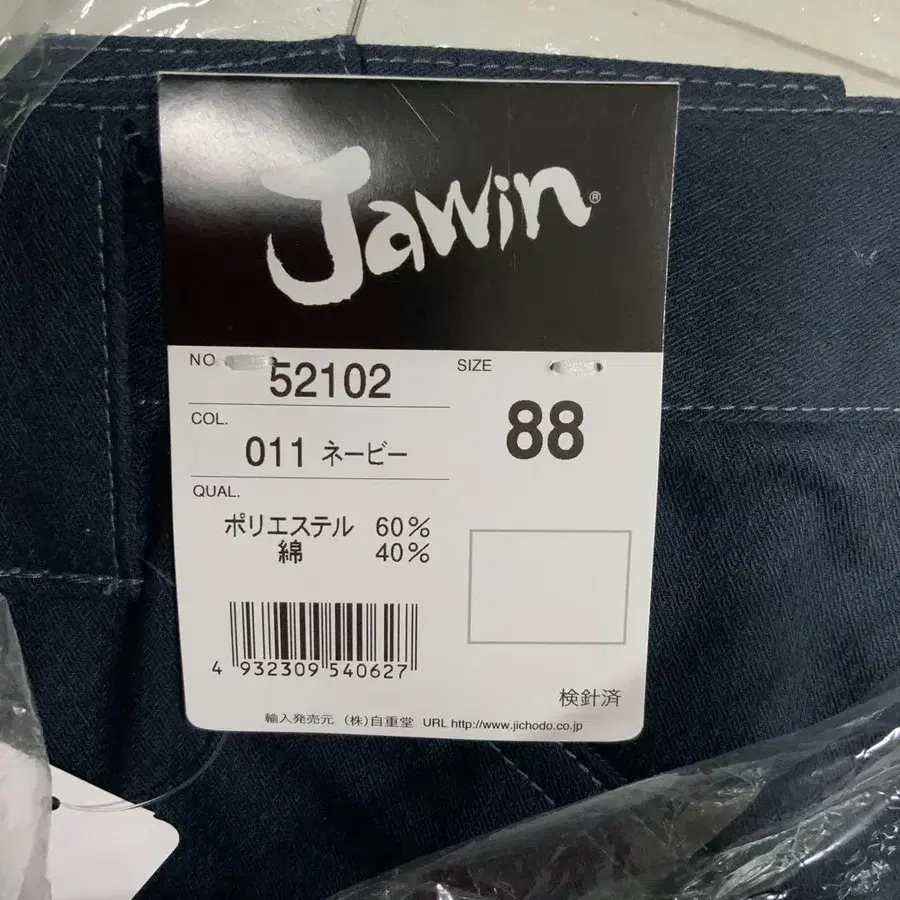 Jawin®
NO 52102
SIZE
88
COL.
011 ネービー
QUAL.
ポリエステル 60%
綿 40%
4 932309 540627
検針済
輸入発売元 (株)自重堂 URL http://www.jichodo.co.jp